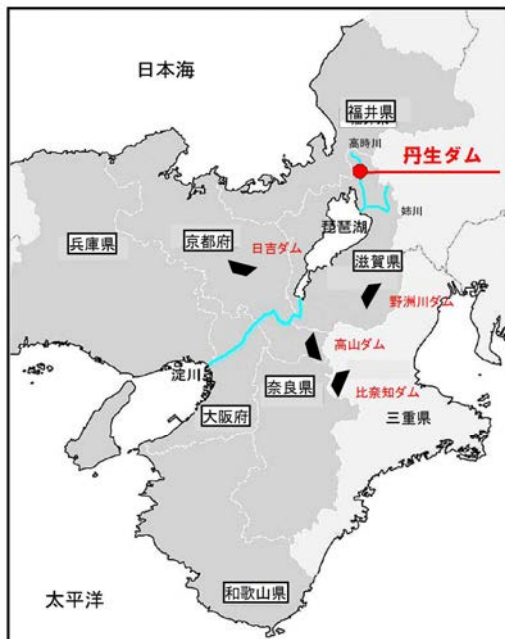 日本海
福井県
高時川
丹生ダム
姉川
琵琶湖
兵庫県
京都府
日吉ダム
滋賀県
野洲川ダム
高山ダム
淀川
奈良県
比奈知ダム
大阪府
三重県
和歌山県
太平洋